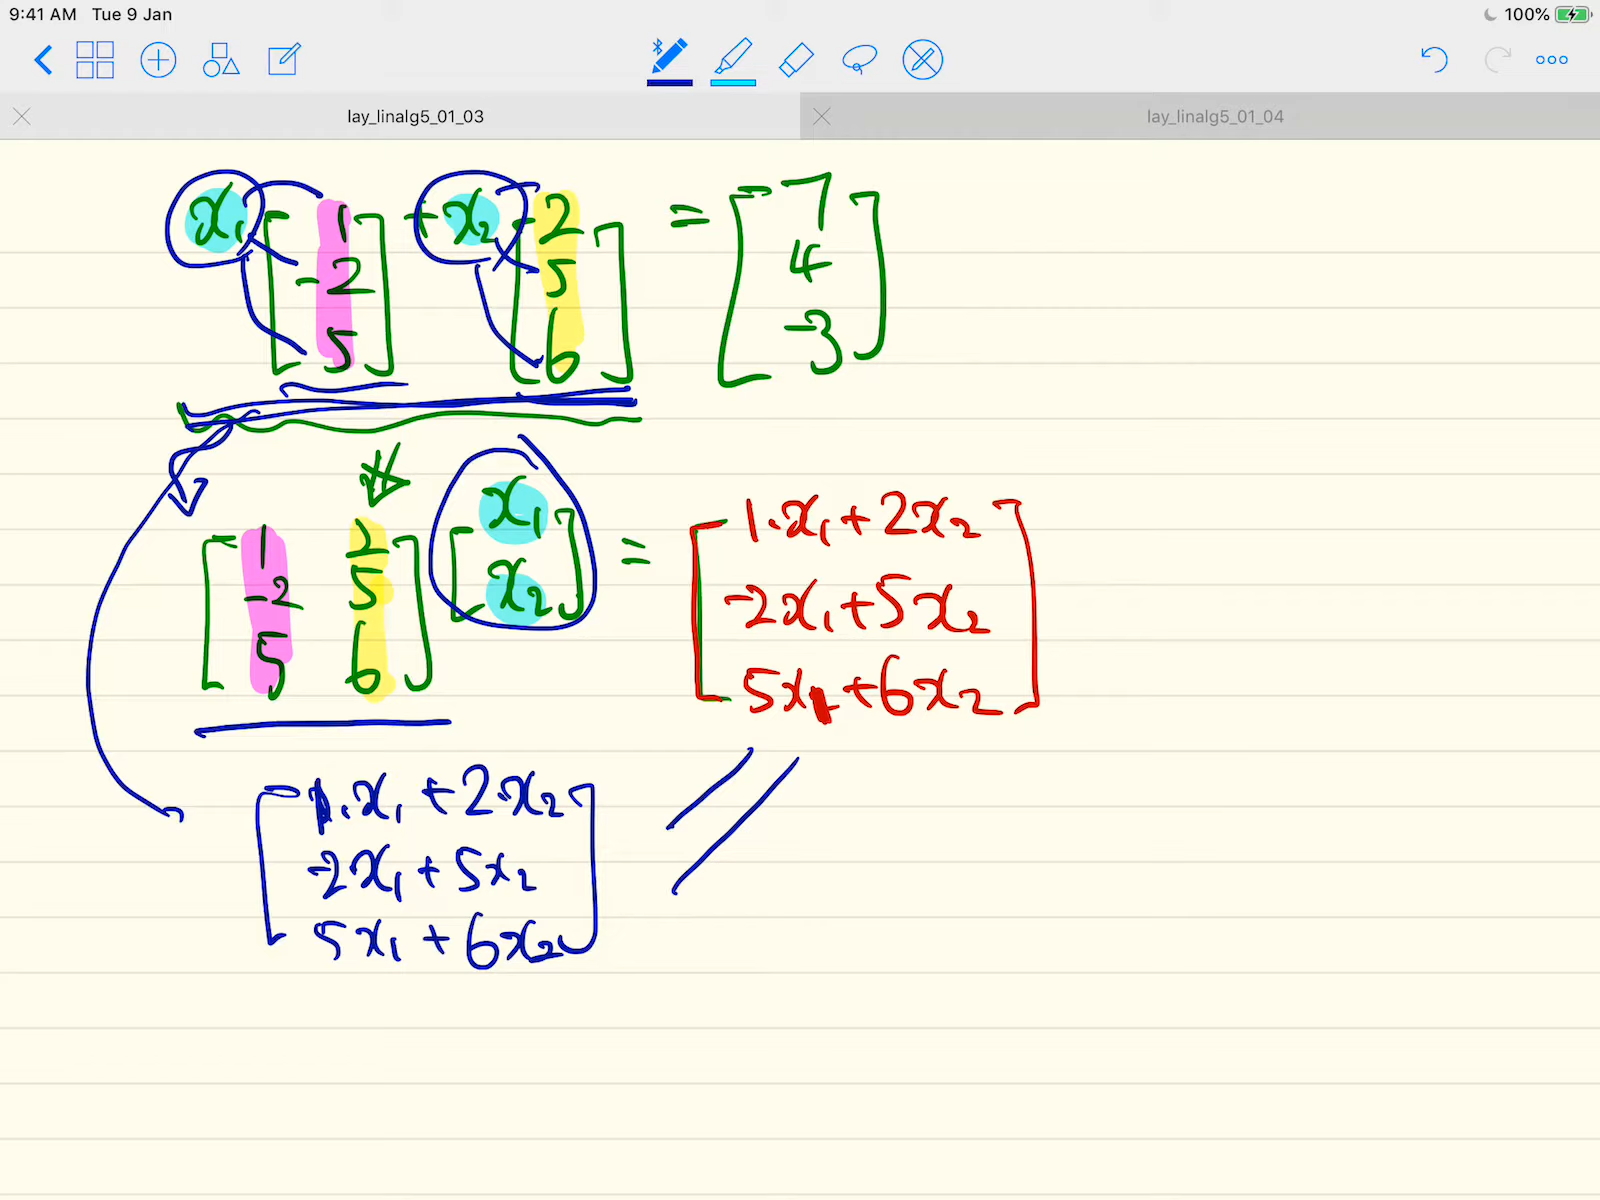 9:41 AM Tue 9 Jan
100%
lay_linalg5_01_03
lay_linalg5_01_04
x₁ [1 -2 5] + x₂ [2 5 6] = [7 4 -3]
[1 2
-2 5
5 6] [x₁ x₂] = [1.x₁+2x₂
-2x₁+5x₂
5x₁+6x₂]
[1.x₁ + 2.x₂
-2x₁ + 5x₂
5x₁ + 6x₂]